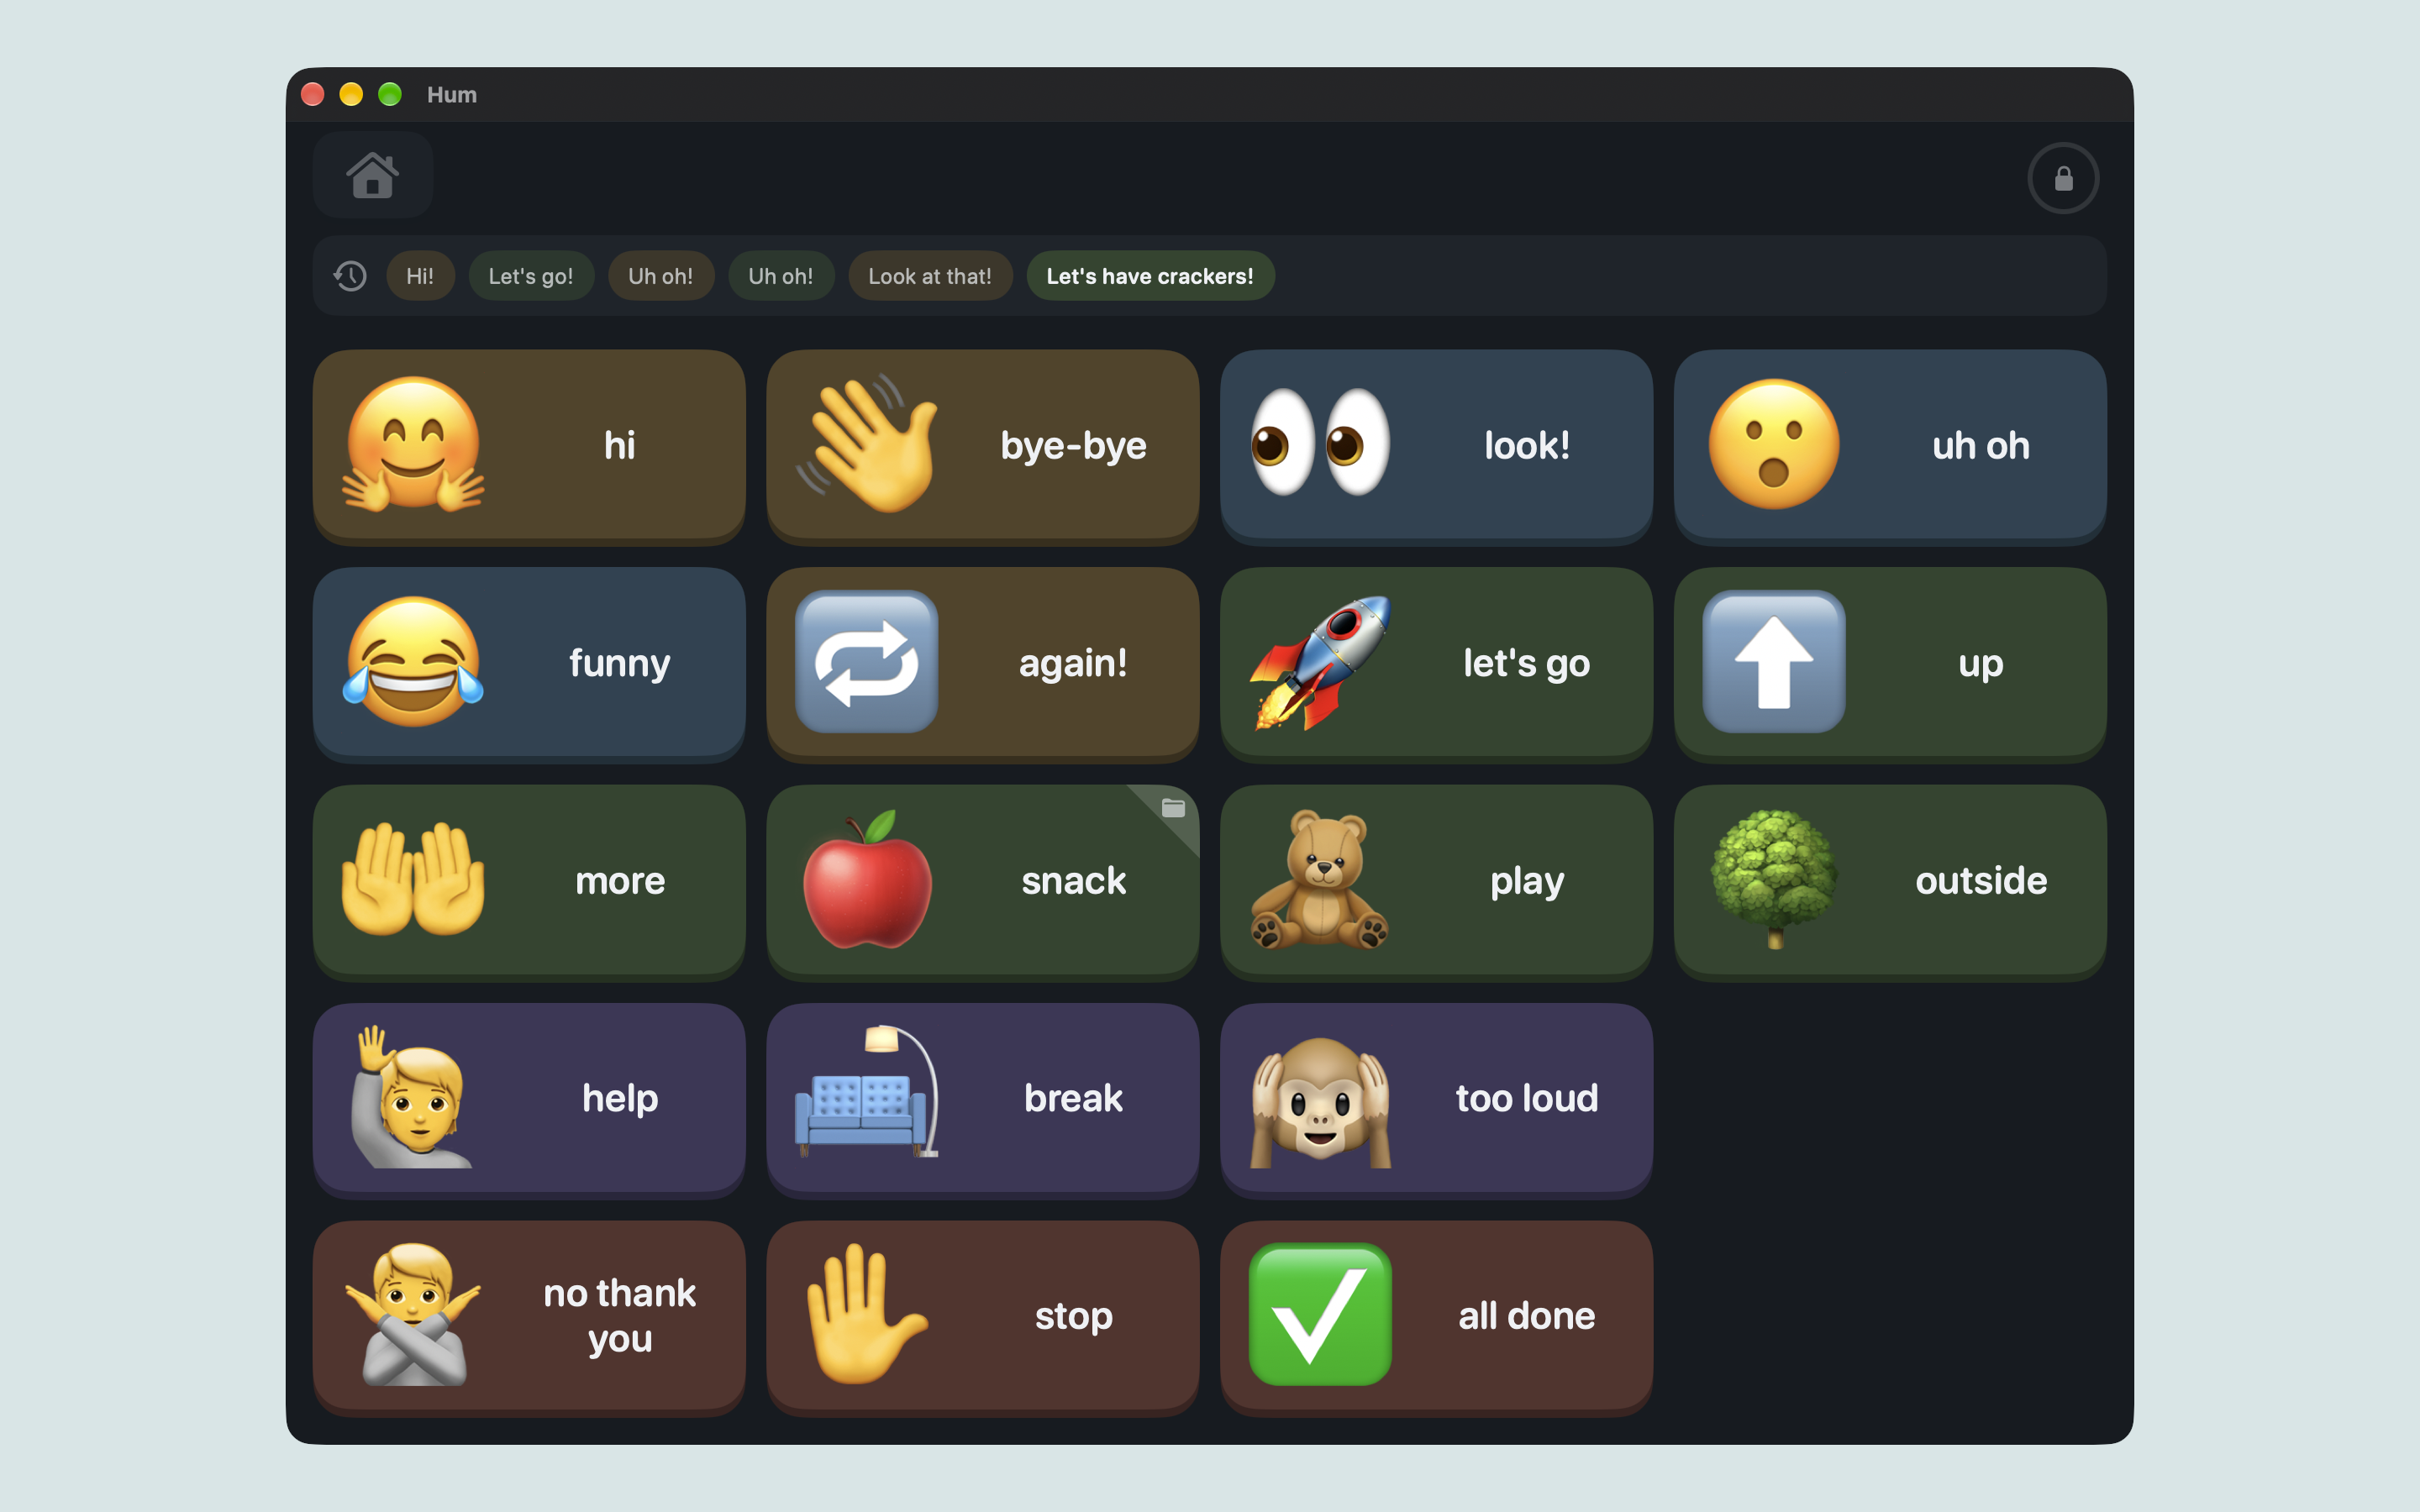 Hum
Hi! Let's go! Uh oh! Uh oh! Look at that! Let's have crackers!
hi bye-bye look! uh oh
funny again! let's go up
more snack play outside
help break too loud
no thank
you
stop all done